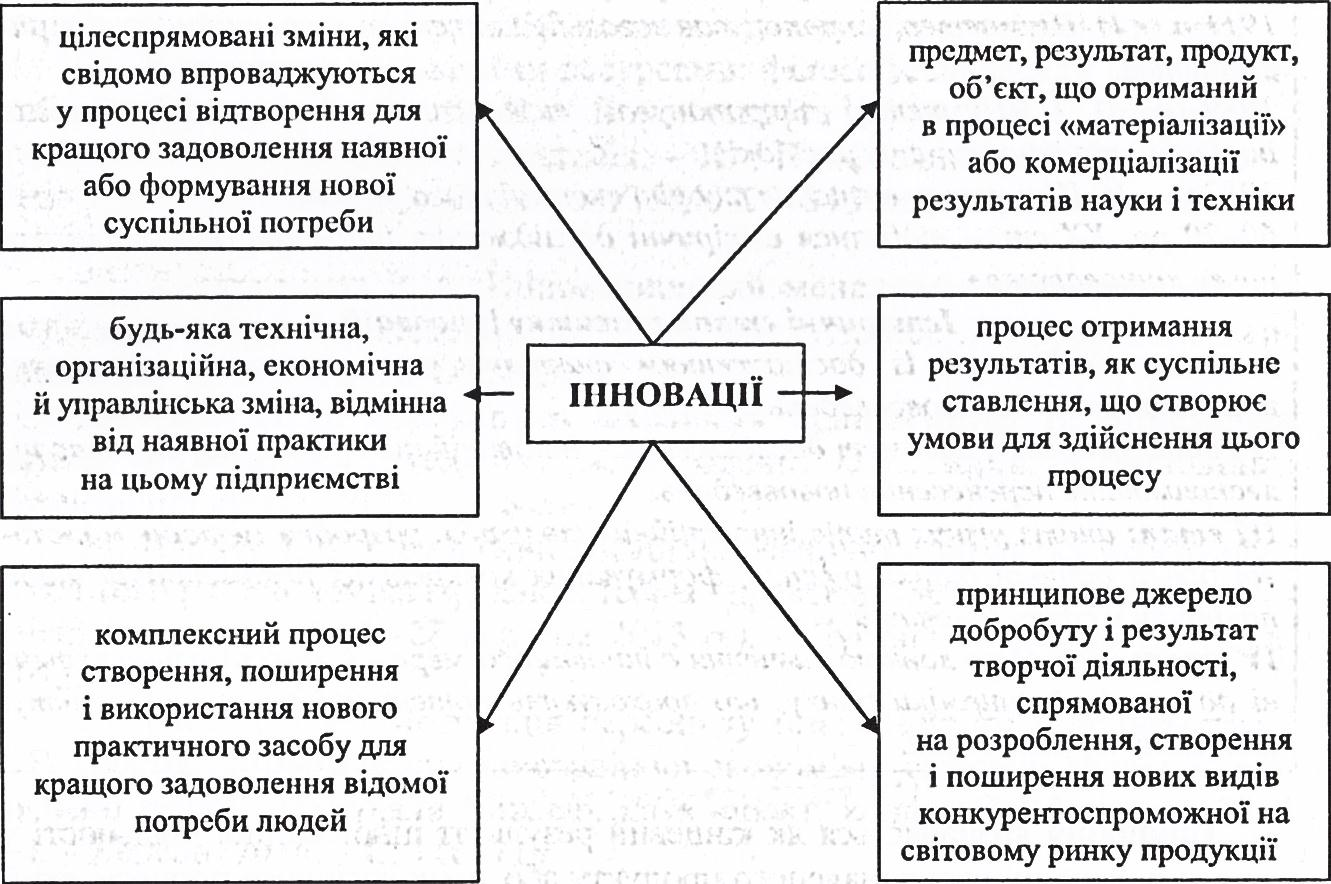 цілеспрямовані зміни, які
свідомо впроваджуються
у процесі відтворення для
кращого задоволення наявної
або формування нової
суспільної потреби
предмет, результат, продукт,
об’єкт, що отриманий
в процесі «матеріалізації»
або комерціалізації
результатів науки і техніки
будь-яка технічна,
організаційна, економічна
й управлінська зміна, відмінна
від наявної практики
на цьому підприємстві
ІННОВАЦІЇ
процес отримання
результатів, як суспільне
ставлення, що створює
умови для здійснення цього
процесу
комплексний процес
створення, поширення
і використання нового
практичного засобу для
кращого задоволення відомої
потреби людей
принципове джерело
добробуту і результат
творчої діяльності,
спрямованої
на розроблення, створення
і поширення нових видів
конкурентоспроможної на
світовому ринку продукції